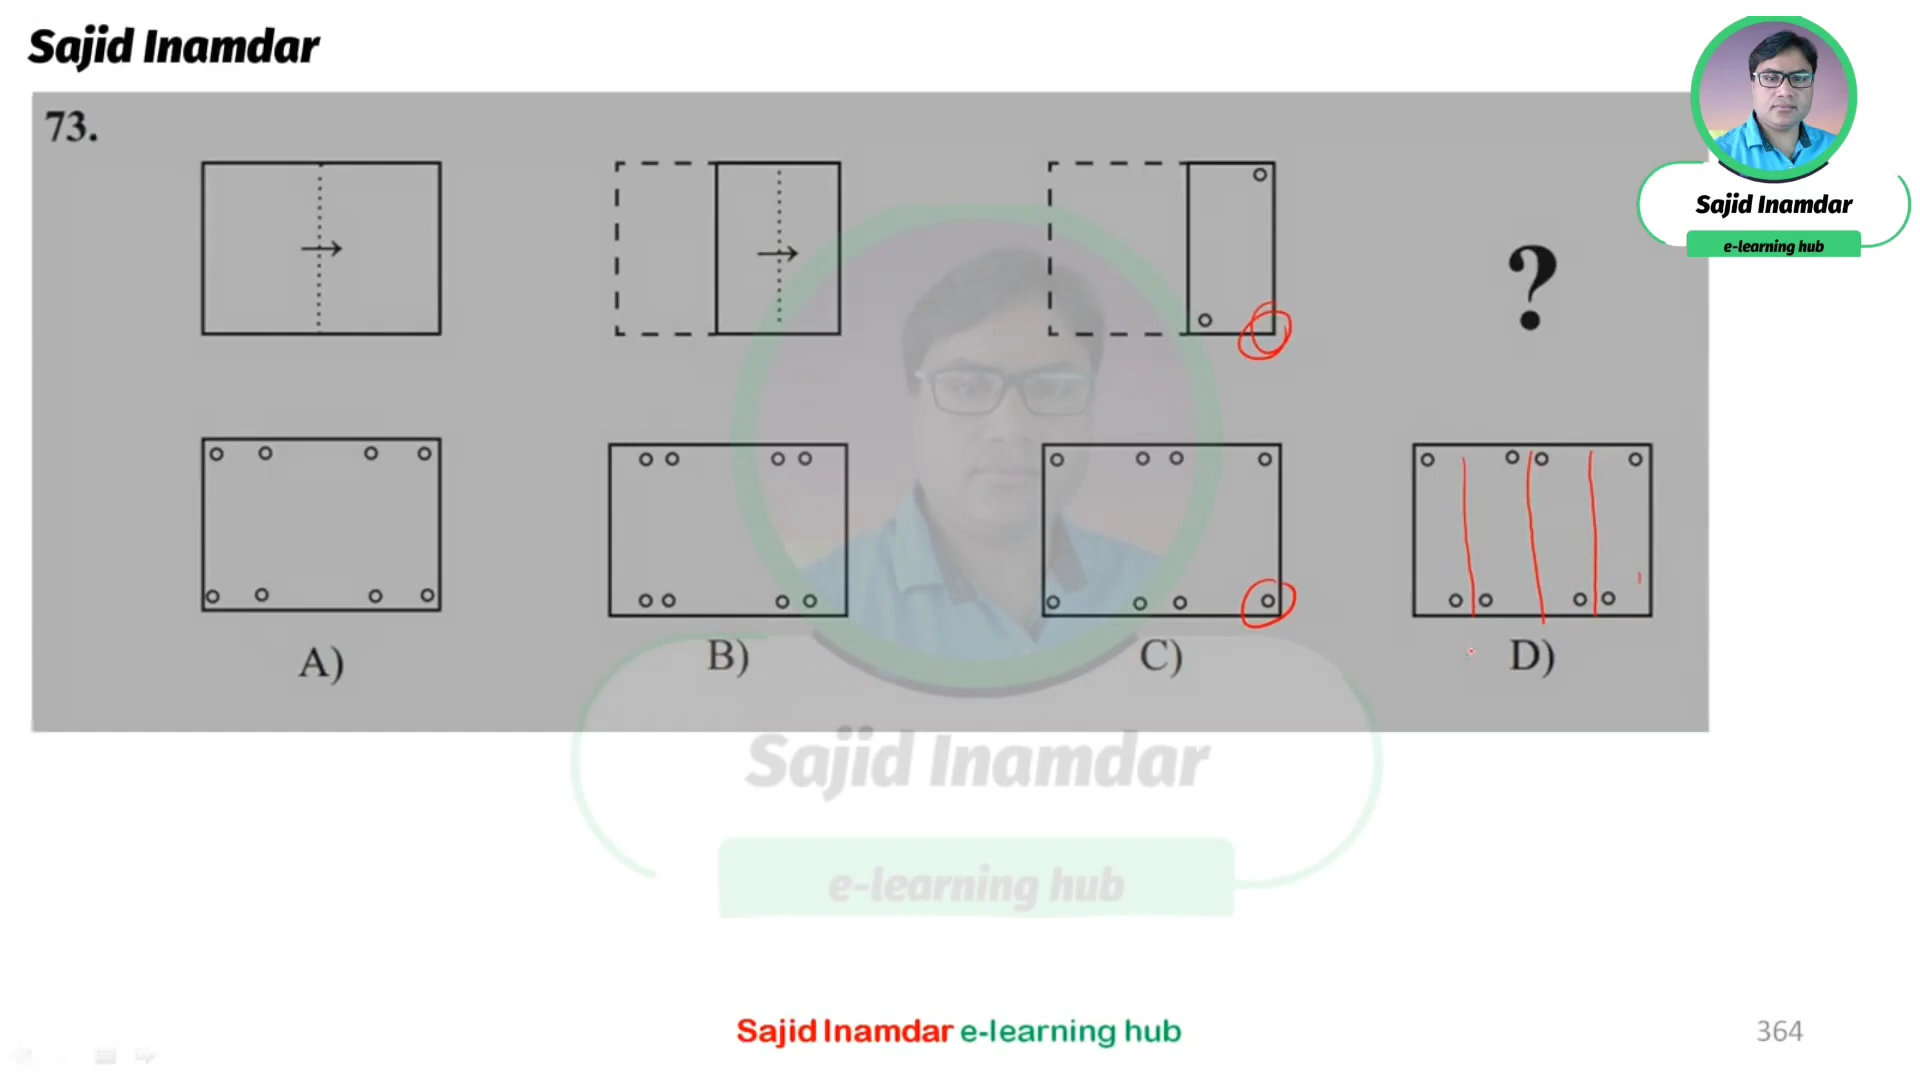 Sajid Inamdar
Sajid Inamdar
e-learning hub
73.
?
A)
B)
C)
D)
Sajid Inamdar
e-learning hub
Sajid Inamdar e-learning hub
364